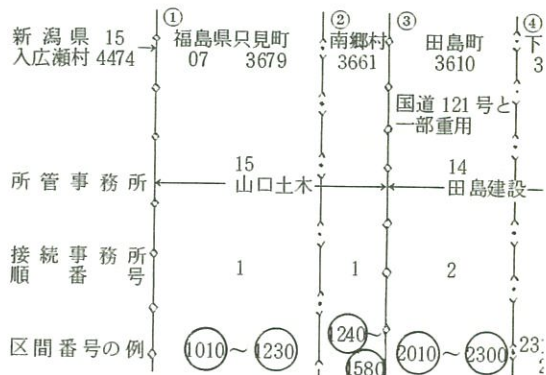 ① ② ③ ④
新潟県 15 福島県只見町 南郷村 田島町 下
入広瀬村 4474 07 3679 3661 3610 3
国道 121 号と
一部重用
15 14
所管事務所 山口土木 田島建設
接続事務所
順番号 1 1 2
区間番号の例 1010 ~ 1230 1240 ~ 1580 2010 ~ 2300 231
2